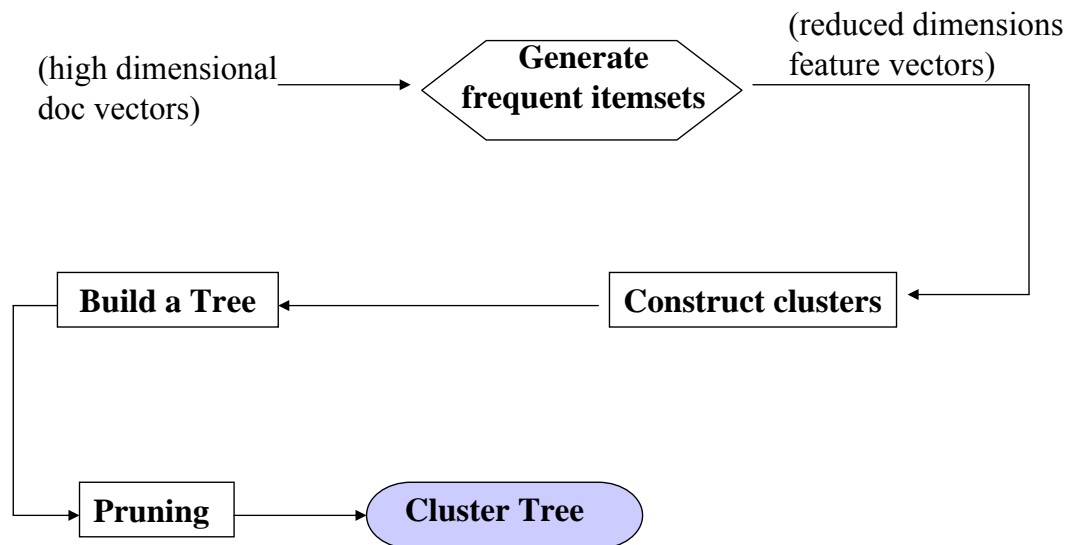 (high dimensional
doc vectors)
Generate
frequent itemsets
(reduced dimensions
feature vectors)
Construct clusters
Build a Tree
Pruning
Cluster Tree